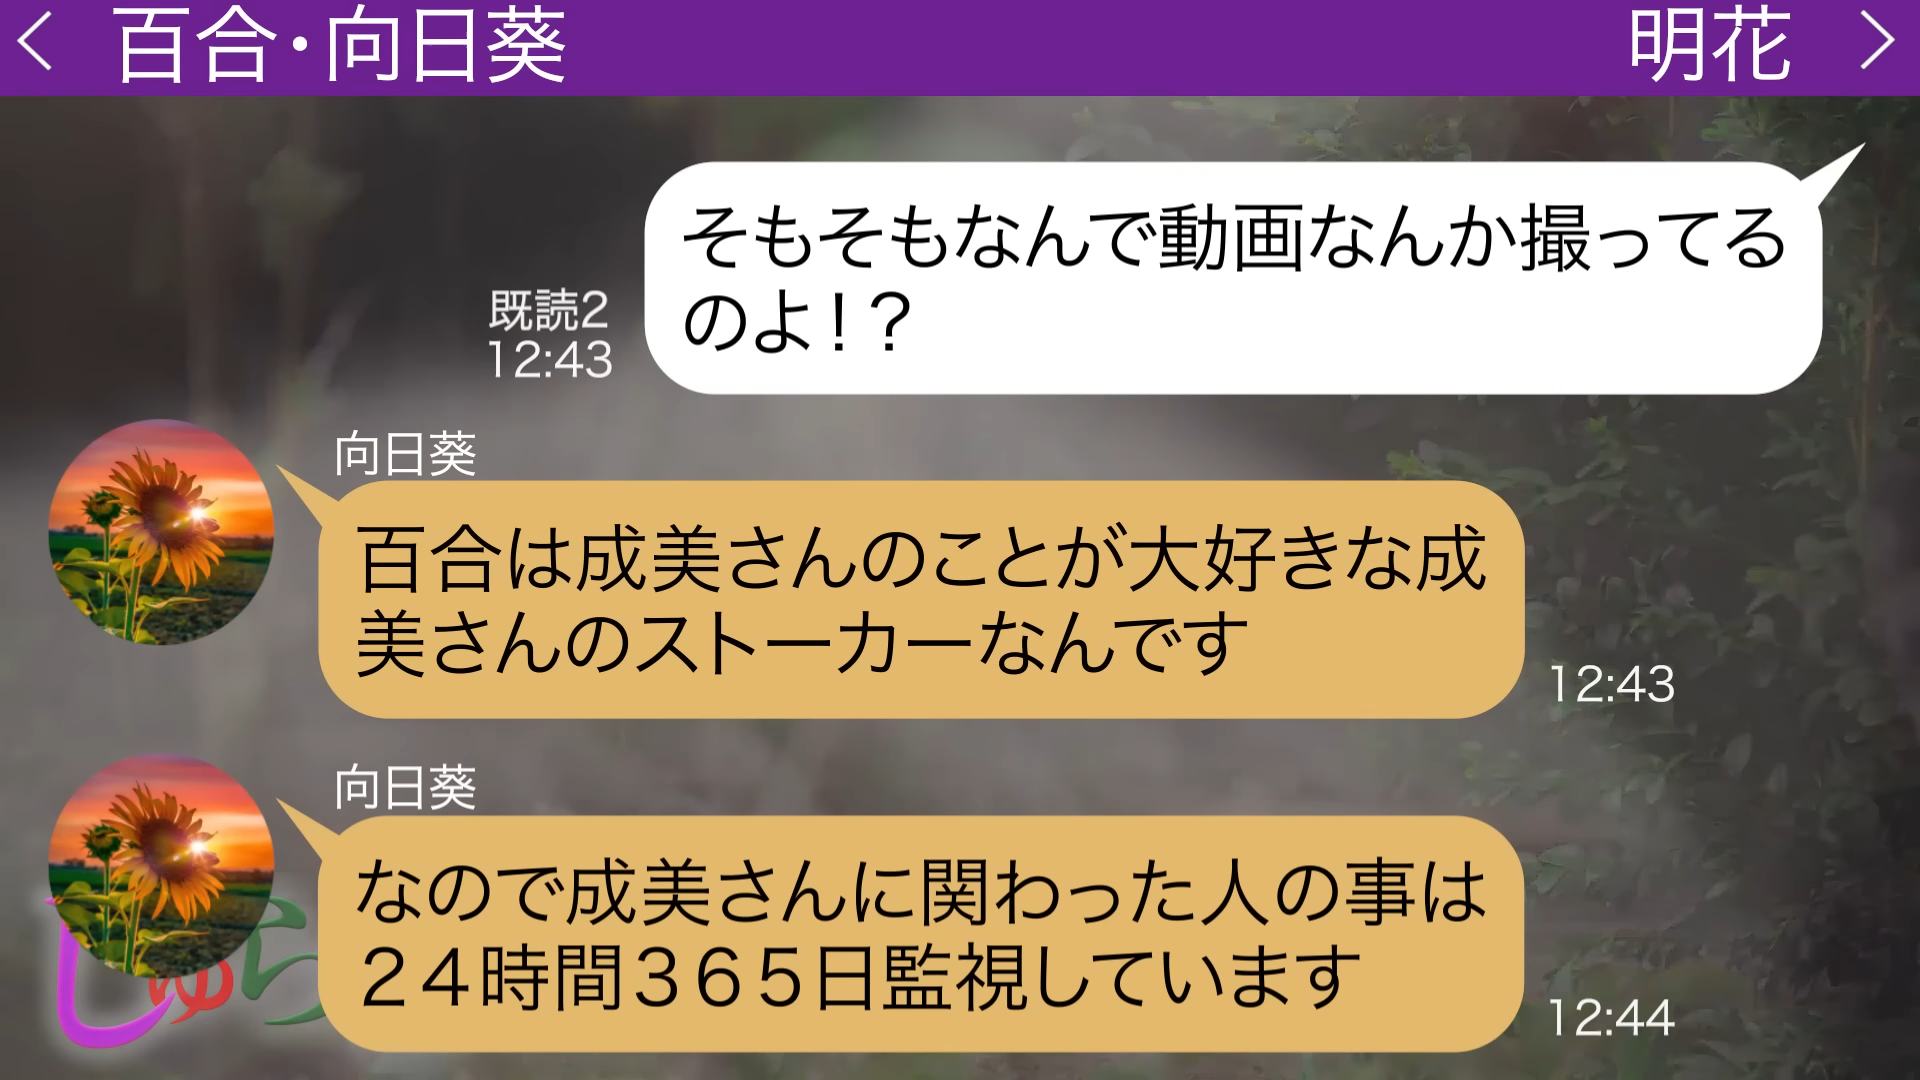 百合・向日葵
明花
そもそもなんで動画なんか撮ってる
のよ！？
既読2
12:43
向日葵
百合は成美さんのことが大好きな成
美さんのストーカーなんです
12:43
向日葵
なので成美さんに関わった人の事は
２４時間３６５日監視しています
12:44
しゅら